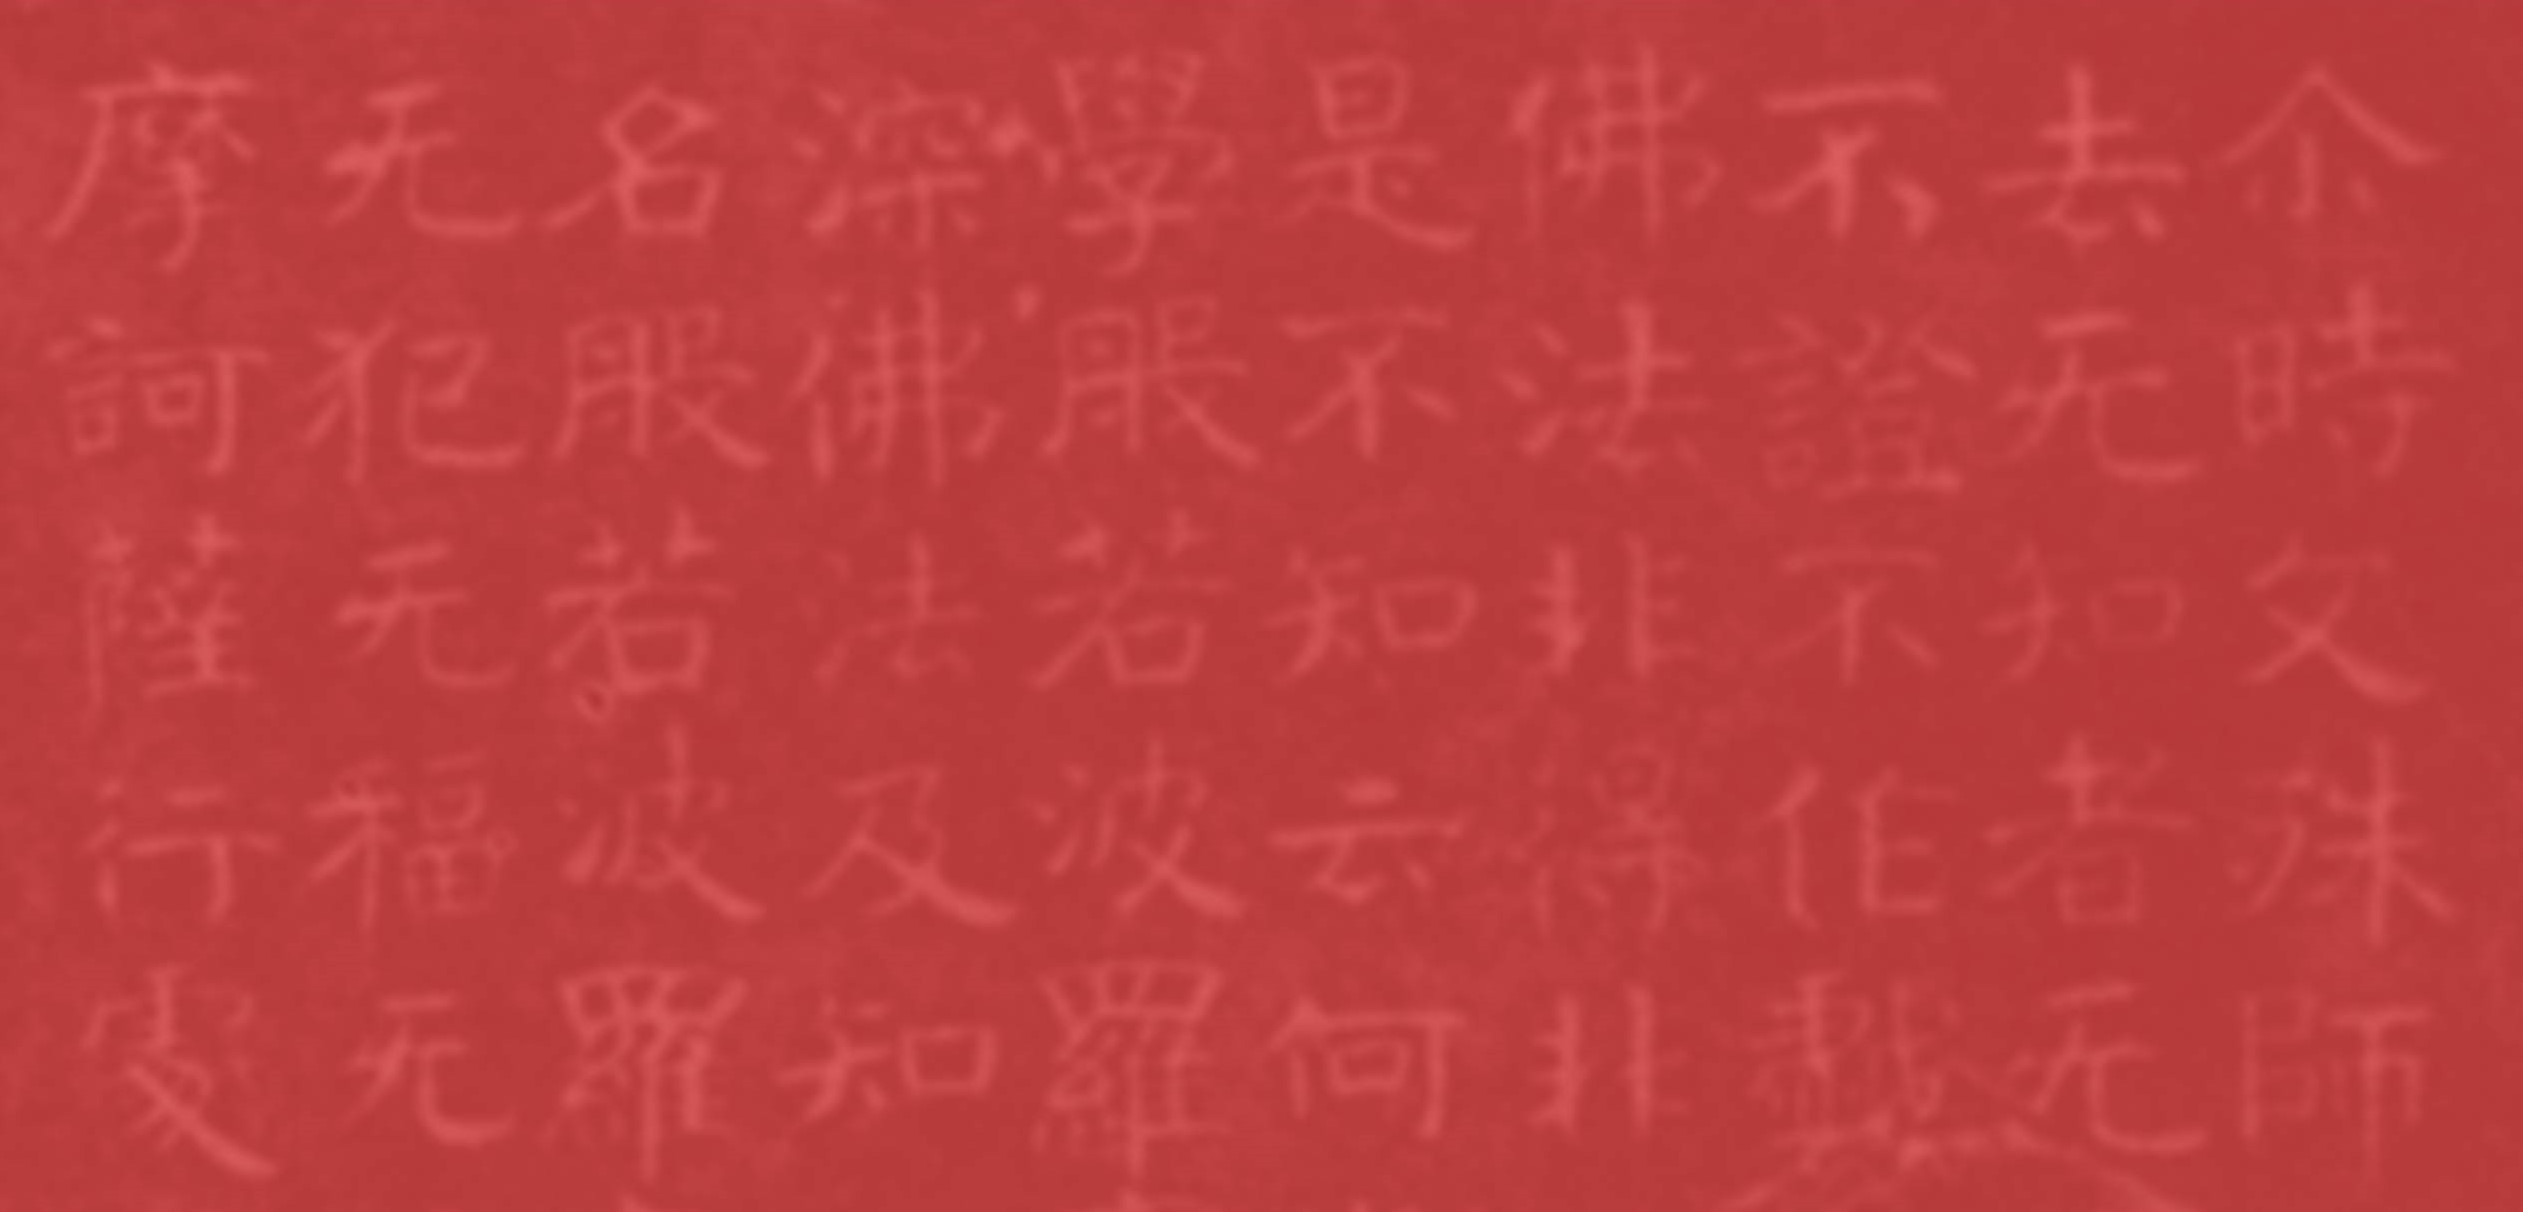 尒時文殊師
去无知者无
不證不作
佛法非得非
是不知云何
學般若波羅
深佛法及知
名般若波羅
无犯无福无
摩訶薩行